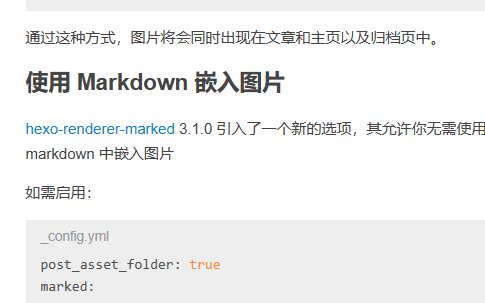 通过这种方式，图片将会同时出现在文章和主页以及归档页中。
使用 Markdown 嵌入图片
hexo-renderer-marked 3.1.0 引入了一个新的选项，其允许你无需使用
markdown 中嵌入图片
如需启用：
_config.yml
post_asset_folder: true
marked: